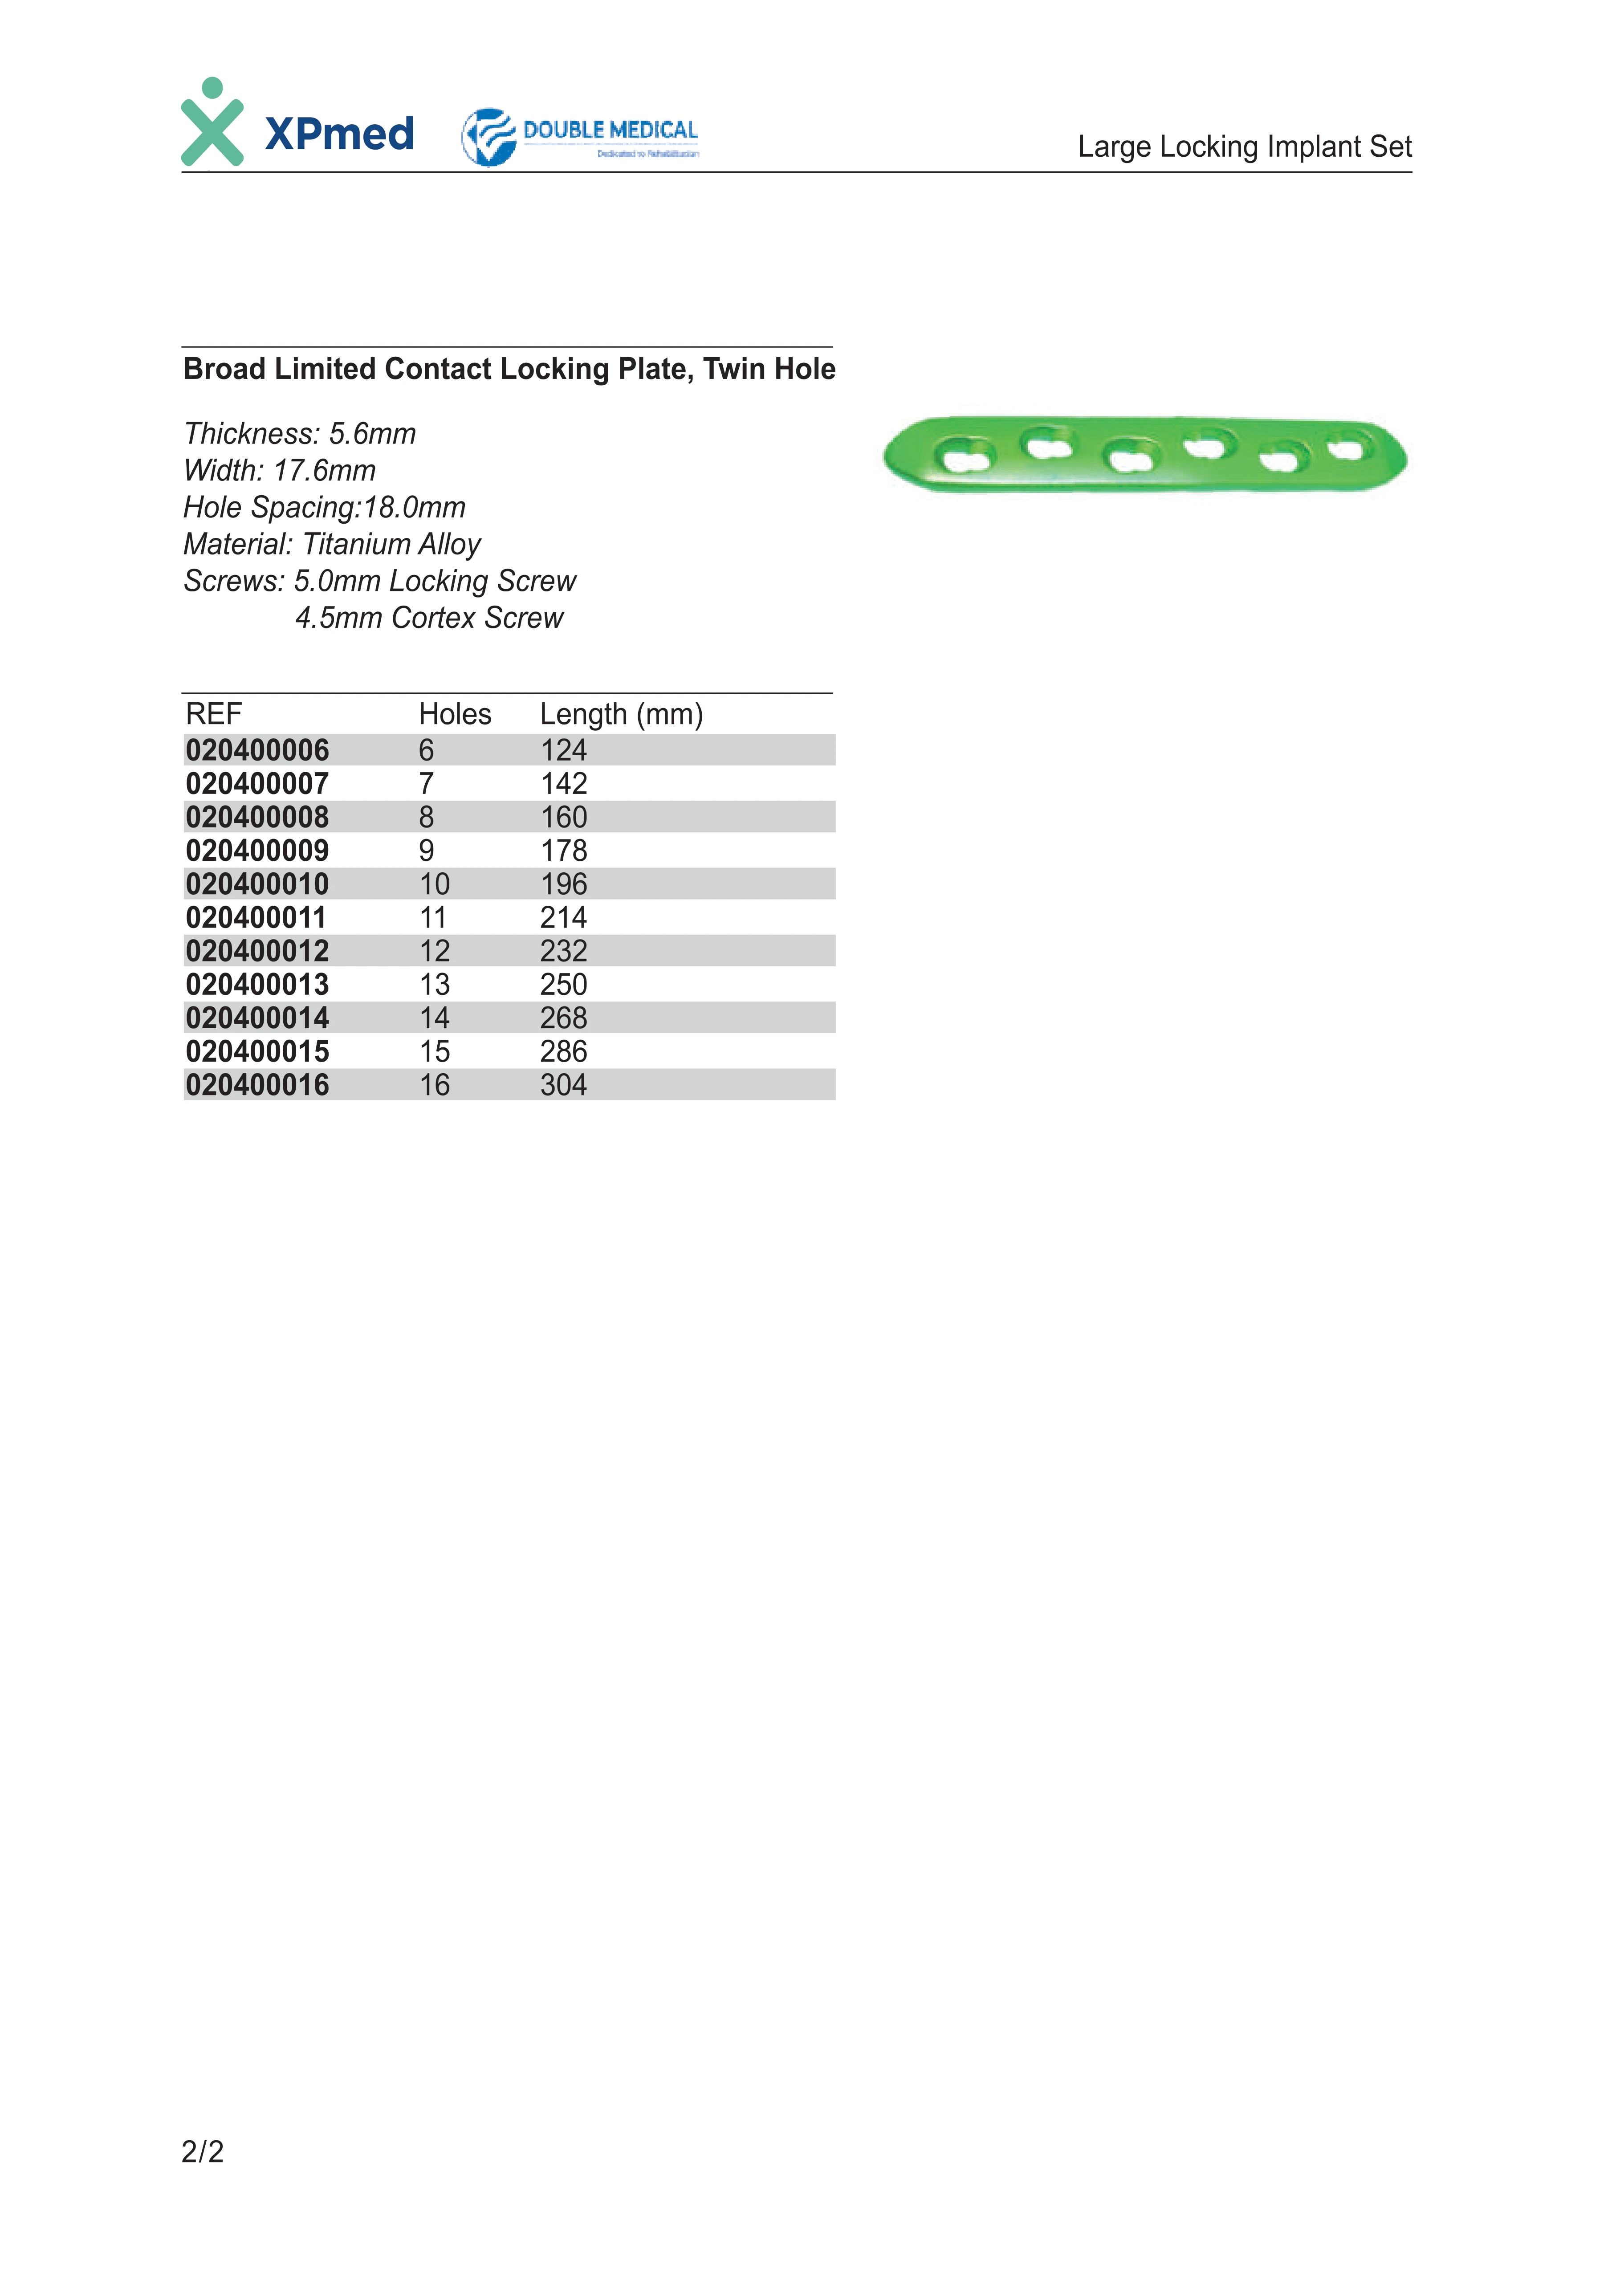 XPmed
DOUBLE MEDICAL
Dedicated to Rehabilitation
Large Locking Implant Set
Broad Limited Contact Locking Plate, Twin Hole
Thickness: 5.6mm
Width: 17.6mm
Hole Spacing:18.0mm
Material: Titanium Alloy
Screws: 5.0mm Locking Screw
4.5mm Cortex Screw
REF Holes Length (mm)
020400006 6 124
020400007 7 142
020400008 8 160
020400009 9 178
020400010 10 196
020400011 11 214
020400012 12 232
020400013 13 250
020400014 14 268
020400015 15 286
020400016 16 304
2/2